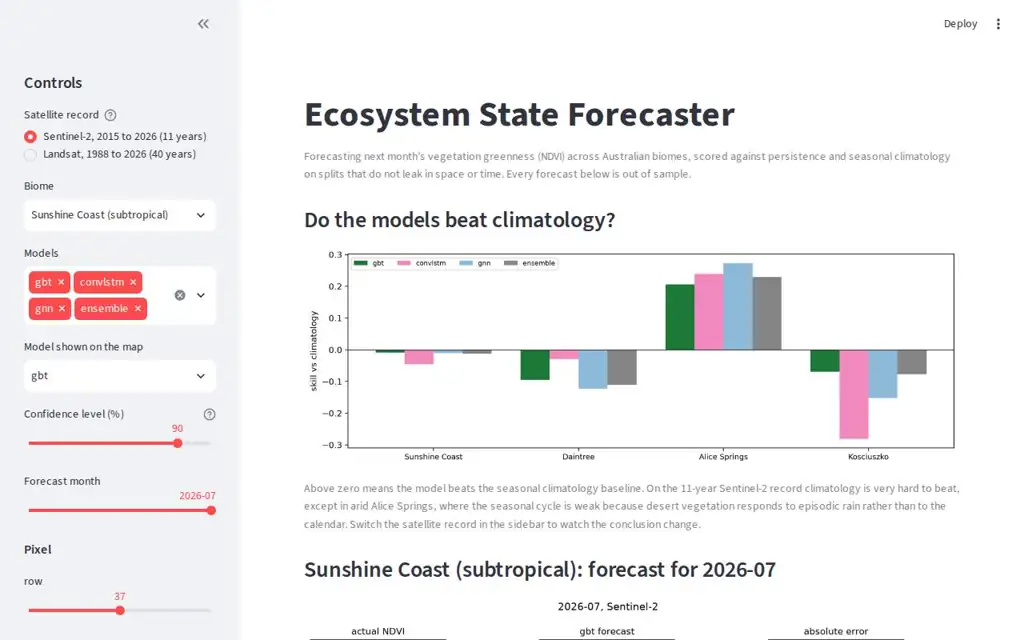 Deploy
Controls
Satellite record
Sentinel-2, 2015 to 2026 (11 years)
Landsat, 1988 to 2026 (40 years)
Biome
Sunshine Coast (subtropical)
Models
gbt
convlstm
gnn
ensemble
Model shown on the map
gbt
Confidence level (%)
90
Forecast month
2026-07
Pixel
row
37
Ecosystem State Forecaster
Forecasting next month's vegetation greenness (NDVI) across Australian biomes, scored against persistence and seasonal climatology
on splits that do not leak in space or time. Every forecast below is out of sample.
Do the models beat climatology?
gbt convlstm gnn ensemble
skill vs climatology
0.3
0.2
0.1
0.0
−0.1
−0.2
−0.3
Sunshine Coast Daintree Alice Springs Kosciuszko
Above zero means the model beats the seasonal climatology baseline. On the 11-year Sentinel-2 record climatology is very hard to beat,
except in arid Alice Springs, where the seasonal cycle is weak because desert vegetation responds to episodic rain rather than to the
calendar. Switch the satellite record in the sidebar to watch the conclusion change.
Sunshine Coast (subtropical): forecast for 2026-07
2026-07, Sentinel-2
actual NDVI gbt forecast absolute error